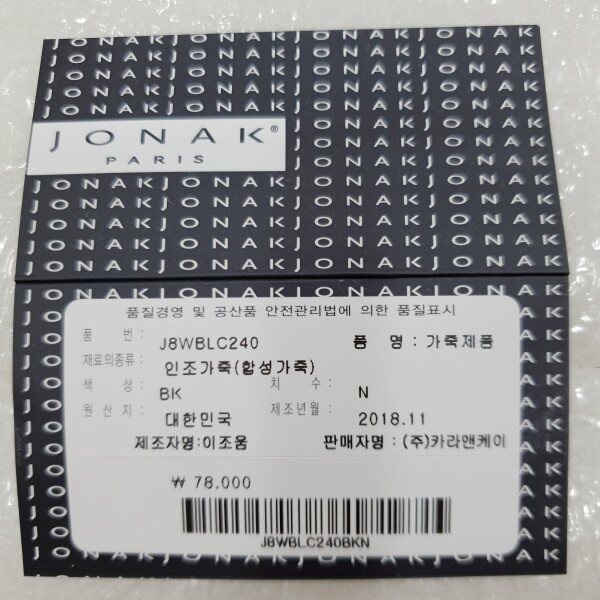 JONAKJONAKJONAKJONAK
JONAK®
PARIS
JONAKJONAKJONAKJONAK
품질경영 및 공산품 안전관리법에 의한 품질표시
품 번: J8WBLC240 품 명 : 가죽제품
재료의종류: 인조가죽(합성가죽)
색 상: BK 치 수: N
원산지: 대한민국 제조년월: 2018.11
제조자명:이조움 판매자명 : (주)카라앤케이
₩ 78,000
J8WBLC240BKN